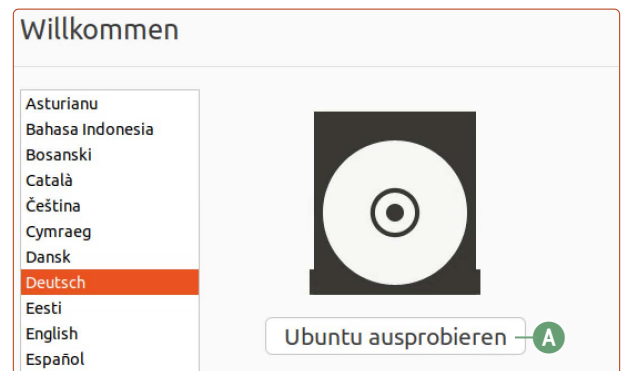 Willkommen
Asturianu
Bahasa Indonesia
Bosanski
Català
Čeština
Cymraeg
Dansk
Deutsch
Eesti
English
Español
Ubuntu ausprobieren
A